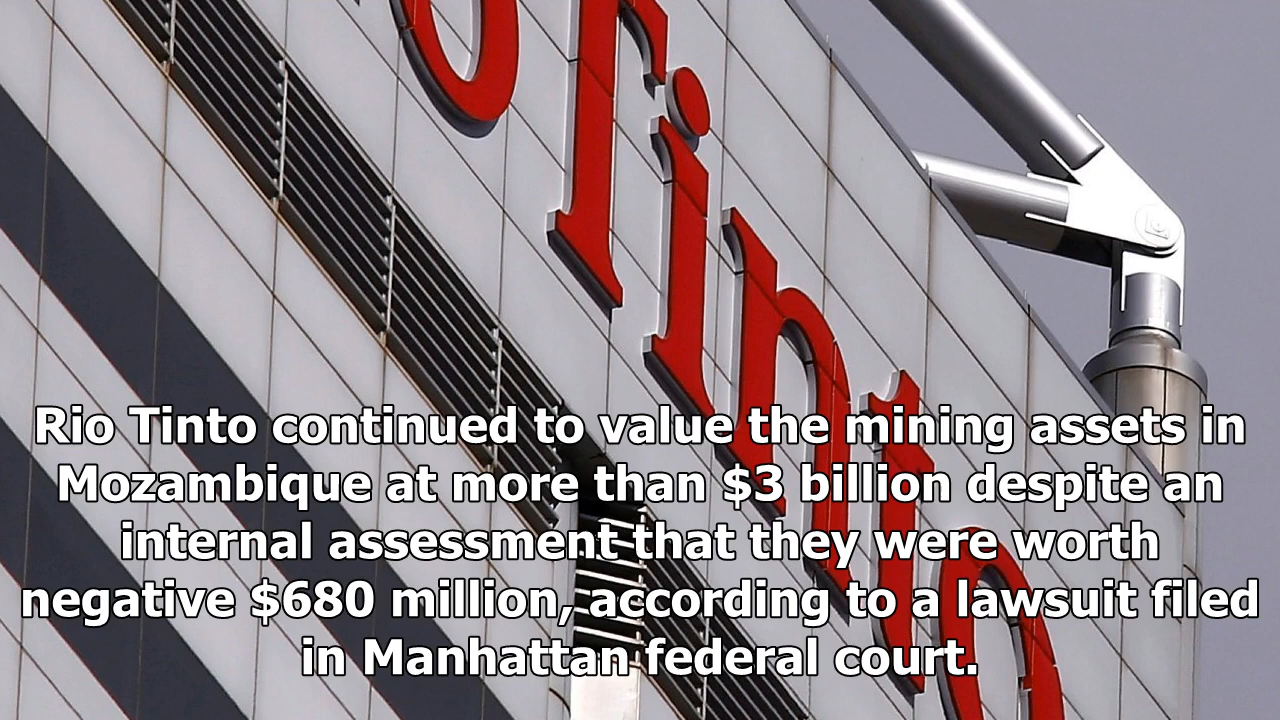 o Tinto
Rio Tinto continued to value the mining assets in
Mozambique at more than $3 billion despite an
internal assessment that they were worth
negative $680 million, according to a lawsuit filed
in Manhattan federal court.